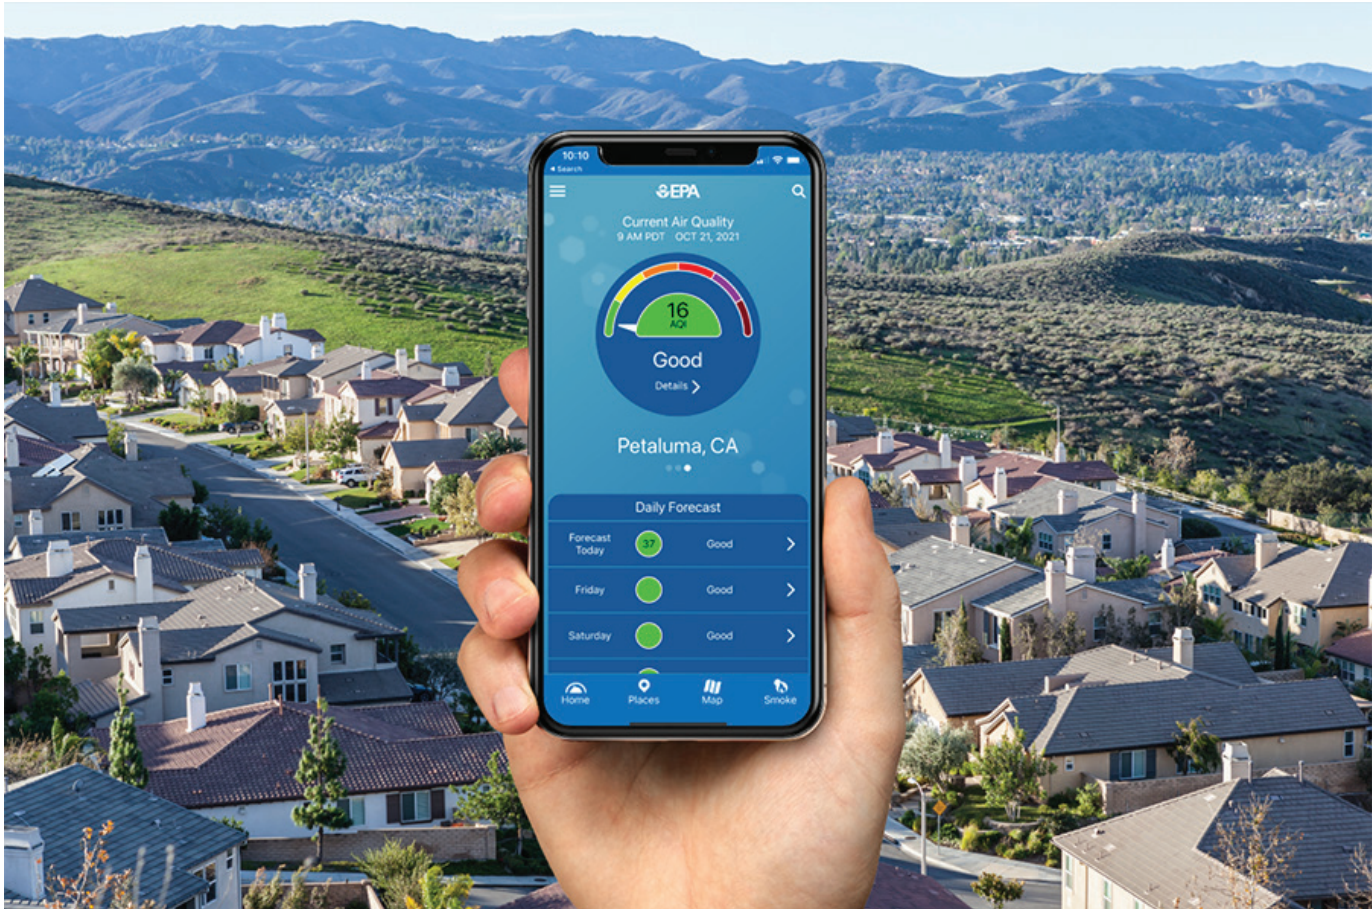 10:10
Search
EPA
Current Air Quality
9 AM PDT OCT 21, 2021
16
AQI
Good
Details
Petaluma, CA
Daily Forecast
Forecast Today
37
Good
Friday
Good
Saturday
Good
Home
Places
Map
Smoke